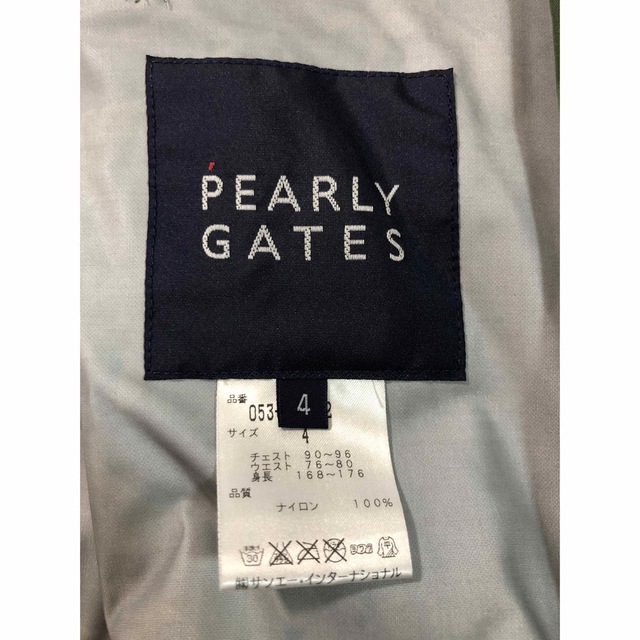 PEARLY
GATES
4
品番
053-
サイズ 4
チェスト 90~96
ウエスト 76~80
身長 168~176
品質
ナイロン 100%
30
㈱サンエー・インターナショナル